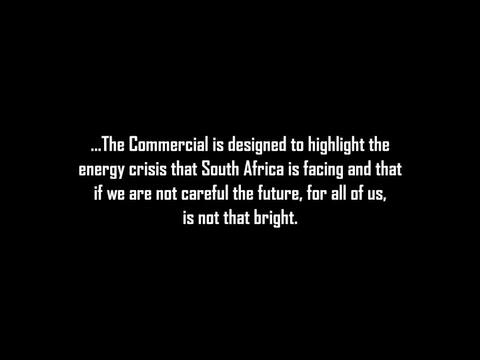 ...The Commercial is designed to highlight the
energy crisis that South Africa is facing and that
if we are not careful the future, for all of us,
is not that bright.